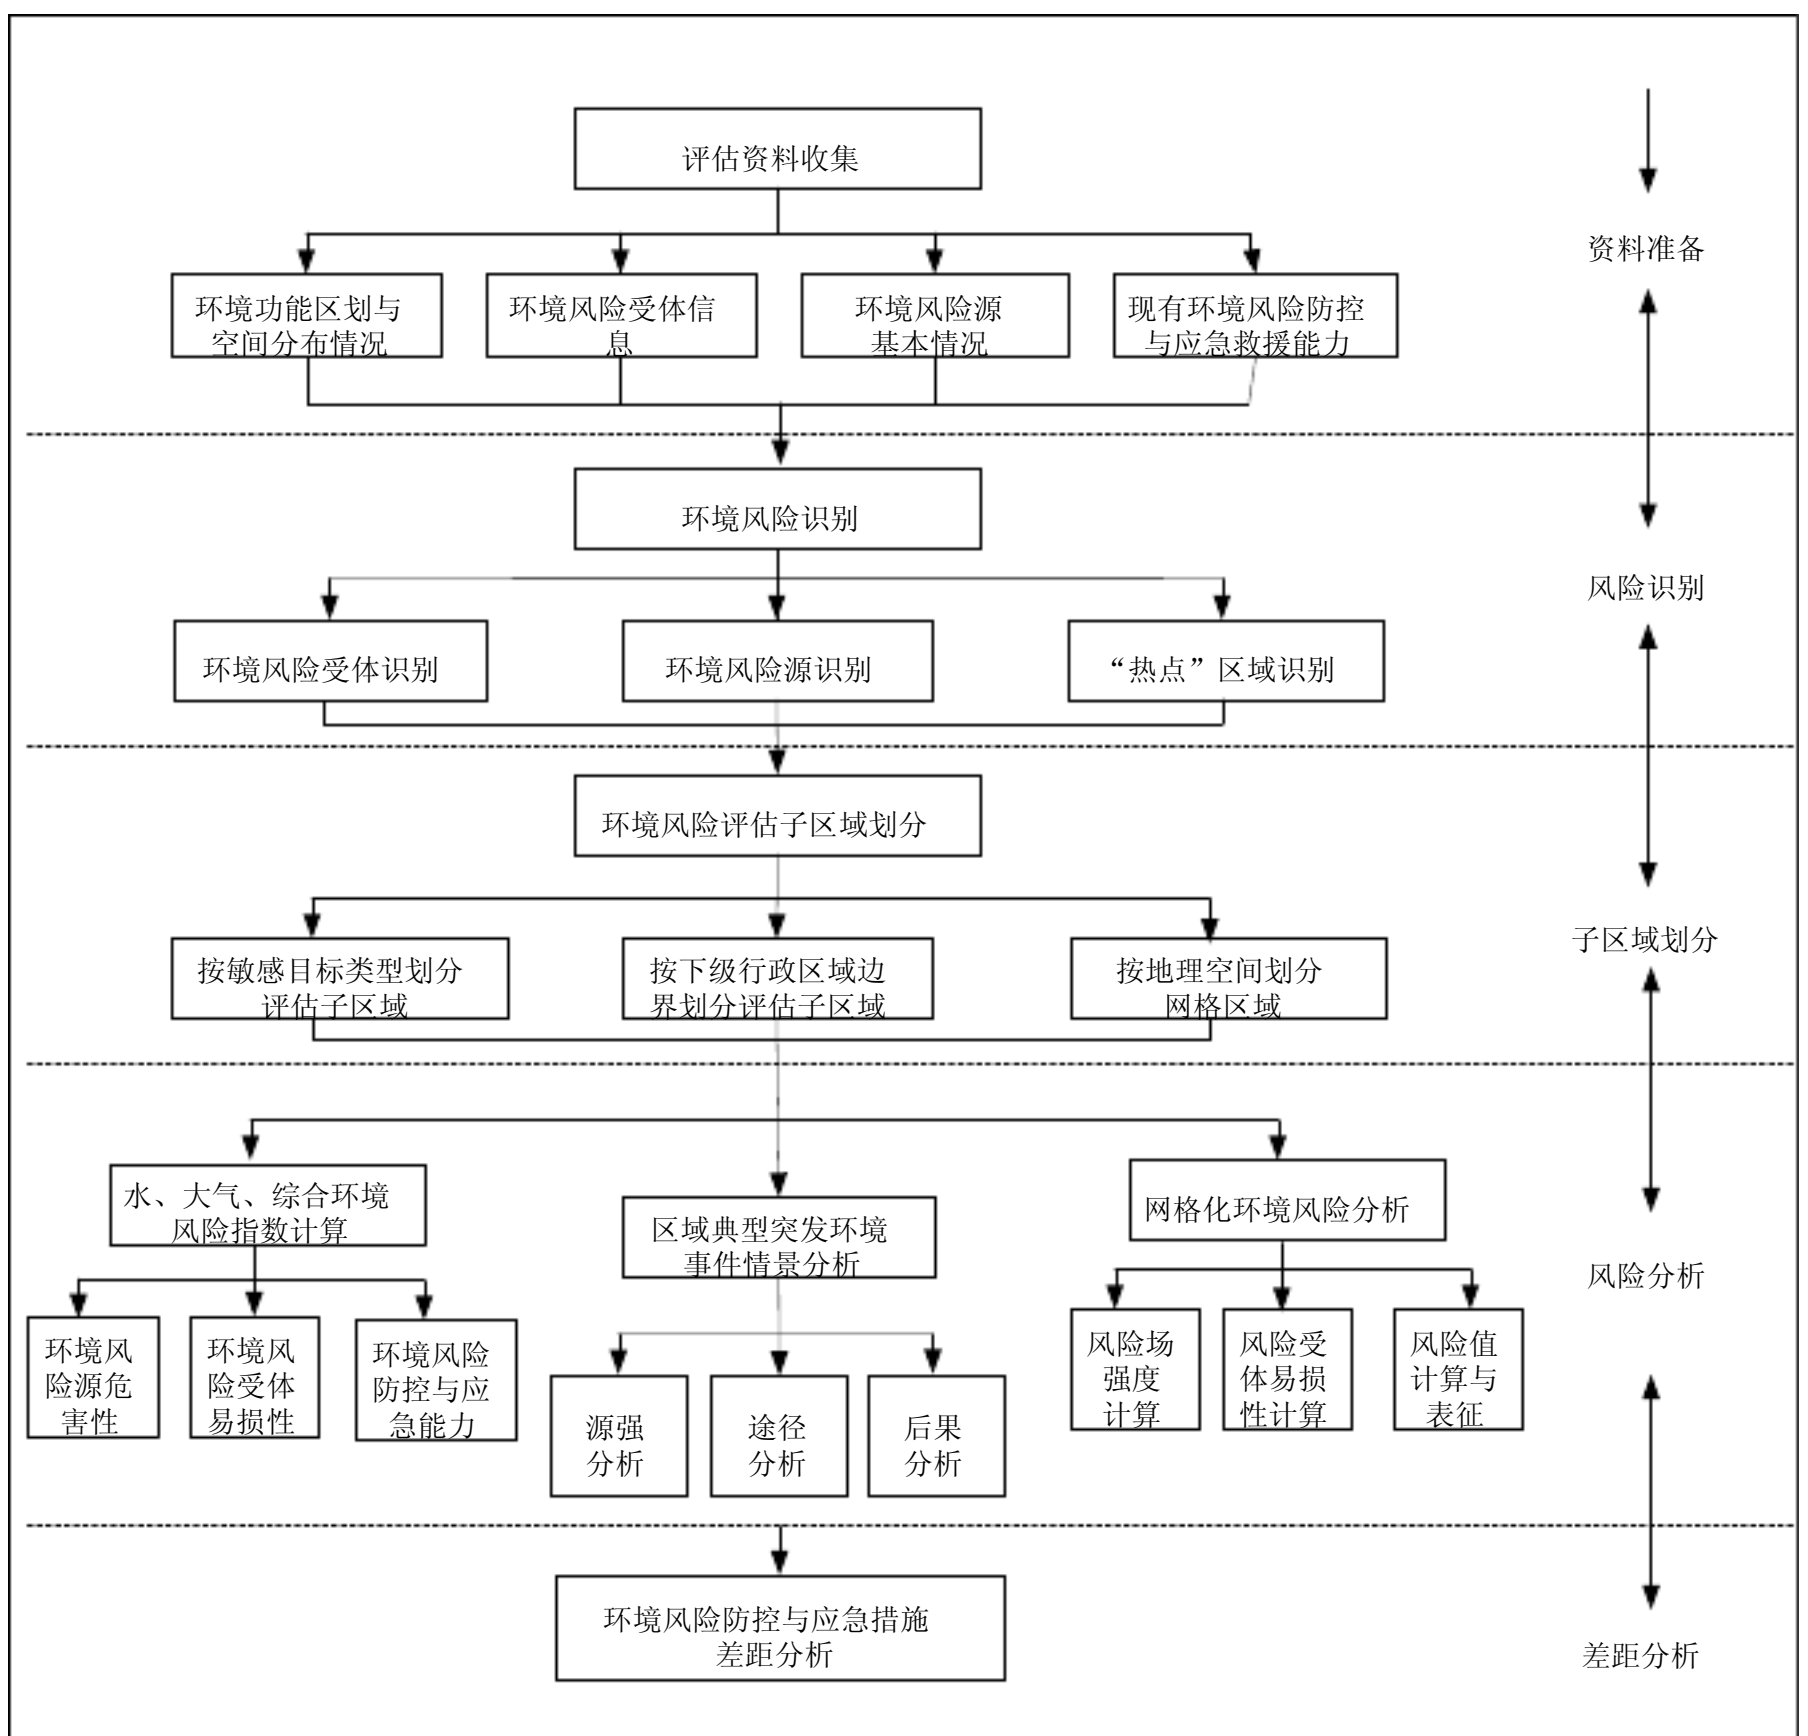 评估资料收集
资料准备
环境功能区划与
空间分布情况
环境风险受体信
息
环境风险源
基本情况
现有环境风险防控
与应急救援能力
环境风险识别
风险识别
环境风险受体识别
环境风险源识别
“热点”区域识别
环境风险评估子区域划分
子区域划分
按敏感目标类型划分
评估子区域
按下级行政区域边
界划分评估子区域
按地理空间划分
网格区域
水、大气、综合环境
风险指数计算
区域典型突发环境
事件情景分析
网格化环境风险分析
风险分析
环境风
险源危
害性
环境风
险受体
易损性
环境风险
防控与应
急能力
源强
分析
途径
分析
后果
分析
风险场
强度
计算
风险受
体易损
性计算
风险值
计算与
表征
环境风险防控与应急措施
差距分析
差距分析